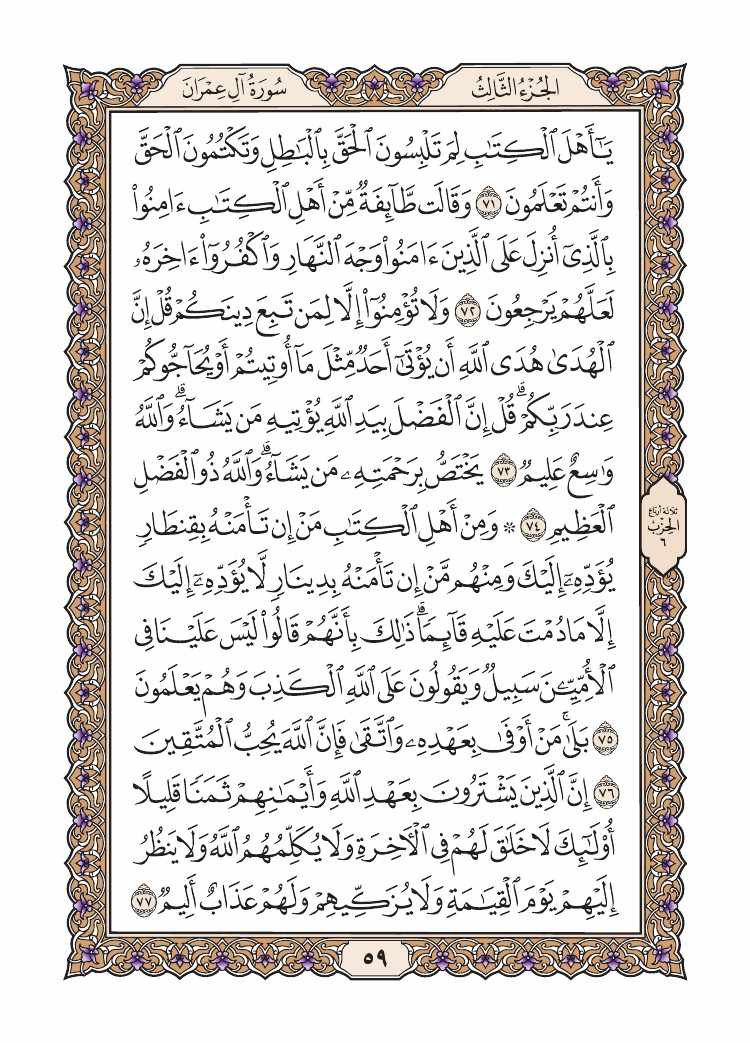 الجُزْءُ الثَّالِثُ
سُورَةُ آلِ عِمْرَانَ
يَٰٓأَهْلَ ٱلْكِتَٰبِ لِمَ تَلْبِسُونَ ٱلْحَقَّ بِٱلْبَٰطِلِ وَتَكْتُمُونَ ٱلْحَقَّ
وَأَنتُمْ تَعْلَمُونَ ٧١ وَقَالَت طَّآئِفَةٌ مِّنْ أَهْلِ ٱلْكِتَٰبِ ءَامِنُوا۟
بِٱلَّذِىٓ أُنزِلَ عَلَى ٱلَّذِينَ ءَامَنُوا۟ وَجْهَ ٱلنَّهَارِ وَٱكْفُرُوٓا۟ ءَاخِرَهُۥ
لَعَلَّهُمْ يَرْجِعُونَ ٧٢ وَلَا تُؤْمِنُوٓا۟ إِلَّا لِمَن تَبِعَ دِينَكُمْ قُلْ إِنَّ
ٱلْهُدَىٰ هُدَى ٱللَّهِ أَن يُؤْتَىٰٓ أَحَدٌ مِّثْلَ مَآ أُوتِيتُمْ أَوْ يُحَآجُّوكُمْ
عِندَ رَبِّكُمْ ۗ قُلْ إِنَّ ٱلْفَضْلَ بِيَدِ ٱللَّهِ يُؤْتِيهِ مَن يَشَآءُ ۗ وَٱللَّهُ
وَٰسِعٌ عَلِيمٌ ٧٣ يَخْتَصُّ بِرَحْمَتِهِۦ مَن يَشَآءُ ۗ وَٱللَّهُ ذُو ٱلْفَضْلِ
ٱلْعَظِيمِ ٧٤ ۞ وَمِنْ أَهْلِ ٱلْكِتَٰبِ مَنْ إِن تَأْمَنْهُ بِقِنطَارٍ
يُؤَدِّهِۦٓ إِلَيْكَ وَمِنْهُم مَّنْ إِن تَأْمَنْهُ بِدِينَارٍ لَّا يُؤَدِّهِۦٓ إِلَيْكَ
إِلَّا مَا دُمْتَ عَلَيْهِ قَآئِمًا ۗ ذَٰلِكَ بِأَنَّهُمْ قَالُوا۟ لَيْسَ عَلَيْنَا فِى
ٱلْأُمِّيِّـۧنَ سَبِيلٌ وَيَقُولُونَ عَلَى ٱللَّهِ ٱلْكَذِبَ وَهُمْ يَعْلَمُونَ
٧٥ بَلَىٰ ۚ مَنْ أَوْفَىٰ بِعَهْدِهِۦ وَٱتَّقَىٰ فَإِنَّ ٱللَّهَ يُحِبُّ ٱلْمُتَّقِينَ
٧٦ إِنَّ ٱلَّذِينَ يَشْتَرُونَ بِعَهْدِ ٱللَّهِ وَأَيْمَٰنِهِمْ ثَمَنًا قَلِيلًا
أُو۟لَٰٓئِكَ لَا خَلَٰقَ لَهُمْ فِى ٱلْءَاخِرَةِ وَلَا يُكَلِّمُهُمُ ٱللَّهُ وَلَا يَنظُرُ
إِلَيْهِمْ يَوْمَ ٱلْقِيَٰمَةِ وَلَا يُزَكِّيهِمْ وَلَهُمْ عَذَابٌ أَلِيمٌ ٧٧
ثلاثة أرباع
الحِزْبُ
٦
٥٩